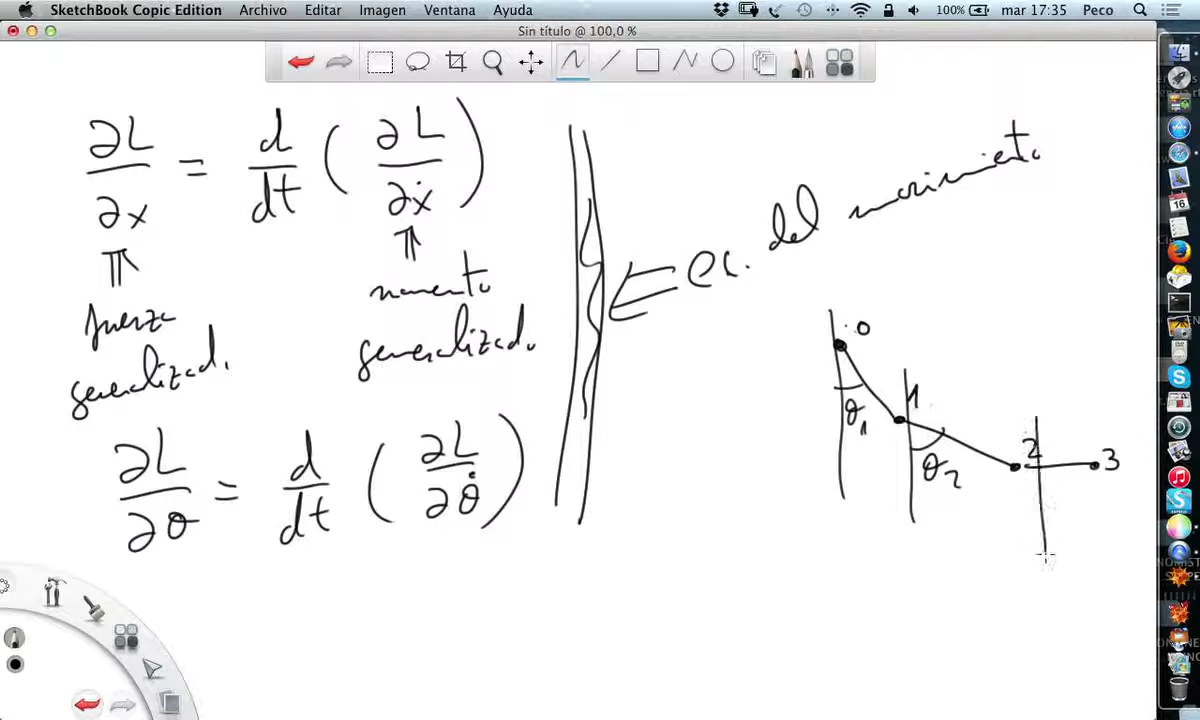 SketchBook Copic Edition Archivo Editar Imagen Ventana Ayuda 100% mar 17:35 Peco
Sin título @ 100,0 %
∂L/∂x = d/dt (∂L/∂ẋ)
⇑ ⇑
fuerza generalizada
momento generalizado
⇐ ec. del movimiento
∂L/∂θ = d/dt (∂L/∂θ̇)
0
θ₁
1
θ₂
2
3
16